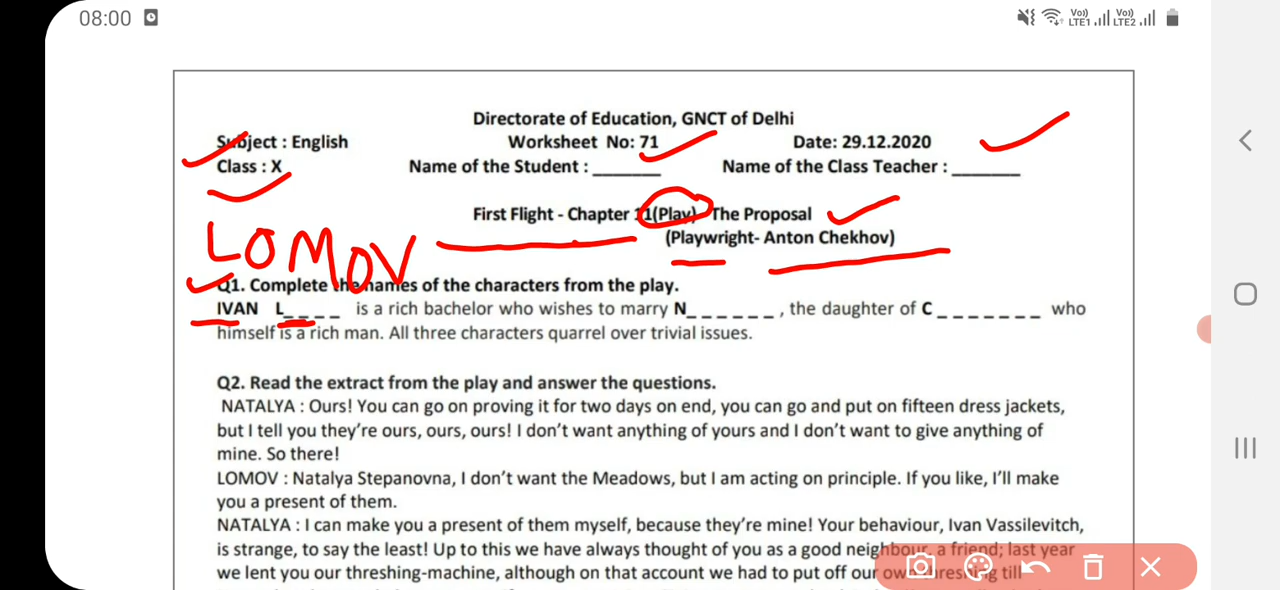 08:00 Vo)) LTE1 Vo)) LTE2
Directorate of Education, GNCT of Delhi
Subject : English Worksheet No: 71 Date: 29.12.2020
Class : X Name of the Student : _______ Name of the Class Teacher : _______
First Flight - Chapter 11(Play) The Proposal
(Playwright- Anton Chekhov)
LOMOV
Q1. Complete the names of the characters from the play.
IVAN L_ _ _ _ is a rich bachelor who wishes to marry N_ _ _ _ _ _ , the daughter of C _ _ _ _ _ _ _ who
himself is a rich man. All three characters quarrel over trivial issues.
Q2. Read the extract from the play and answer the questions.
NATALYA : Ours! You can go on proving it for two days on end, you can go and put on fifteen dress jackets,
but I tell you they’re ours, ours, ours! I don’t want anything of yours and I don’t want to give anything of
mine. So there!
LOMOV : Natalya Stepanovna, I don’t want the Meadows, but I am acting on principle. If you like, I’ll make
you a present of them.
NATALYA : I can make you a present of them myself, because they’re mine! Your behaviour, Ivan Vassilevitch,
is strange, to say the least! Up to this we have always thought of you as a good neighbour, a friend; last year
we lent you our threshing-machine, although on that account we had to put off our own threshing till